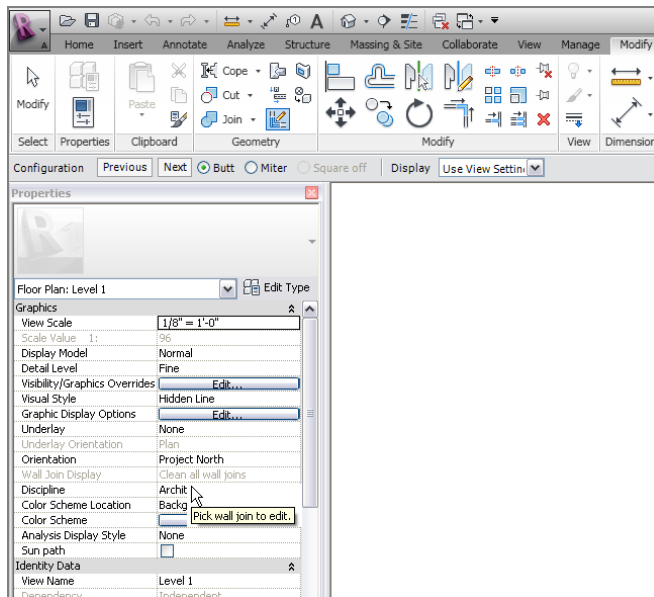 Home Insert Annotate Analyze Structure Massing & Site Collaborate View Manage Modify
Cope
Cut
Modify Paste
Join
Select Properties Clipboard Geometry Modify View Dimension
Configuration Previous Next Butt Miter Square off Display Use View Settin
Properties
Floor Plan: Level 1 Edit Type
Graphics
View Scale 1/8" = 1'-0"
Scale Value 1: 96
Display Model Normal
Detail Level Fine
Visibility/Graphics Overrides Edit...
Visual Style Hidden Line
Graphic Display Options Edit...
Underlay None
Underlay Orientation Plan
Orientation Project North
Wall Join Display Clean all wall joins
Discipline Archit
Color Scheme Location Backg
Pick wall join to edit.
Color Scheme
Analysis Display Style None
Sun path
Identity Data
View Name Level 1
Dependency Independent